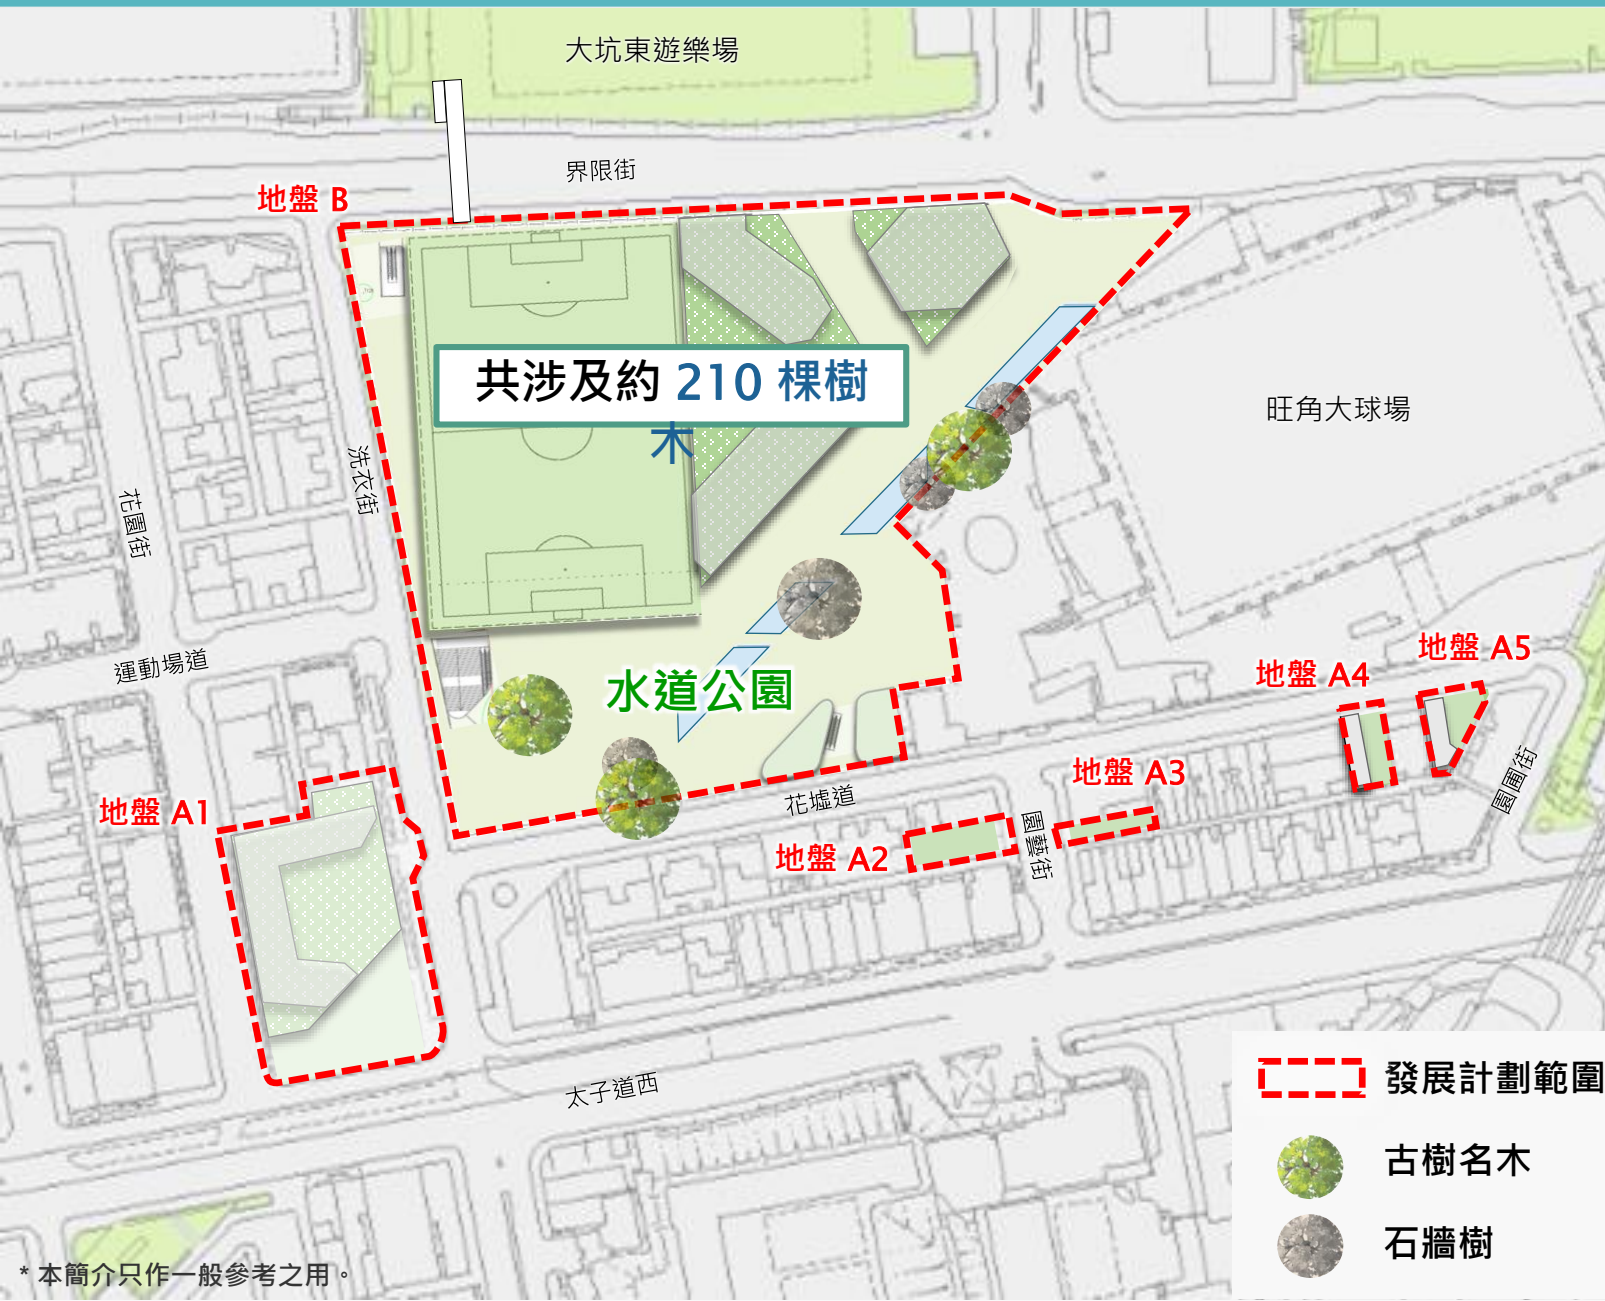 大坑東遊樂場
界限街
地盤 B
共涉及約 210 棵樹
木
旺角大球場
洗衣街
花園街
運動場道
水道公園
地盤 A5
地盤 A4
地盤 A3
園圃街
花墟道
地盤 A1
地盤 A2
園藝街
太子道西
發展計劃範圍
古樹名木
石牆樹
* 本簡介只作一般參考之用。